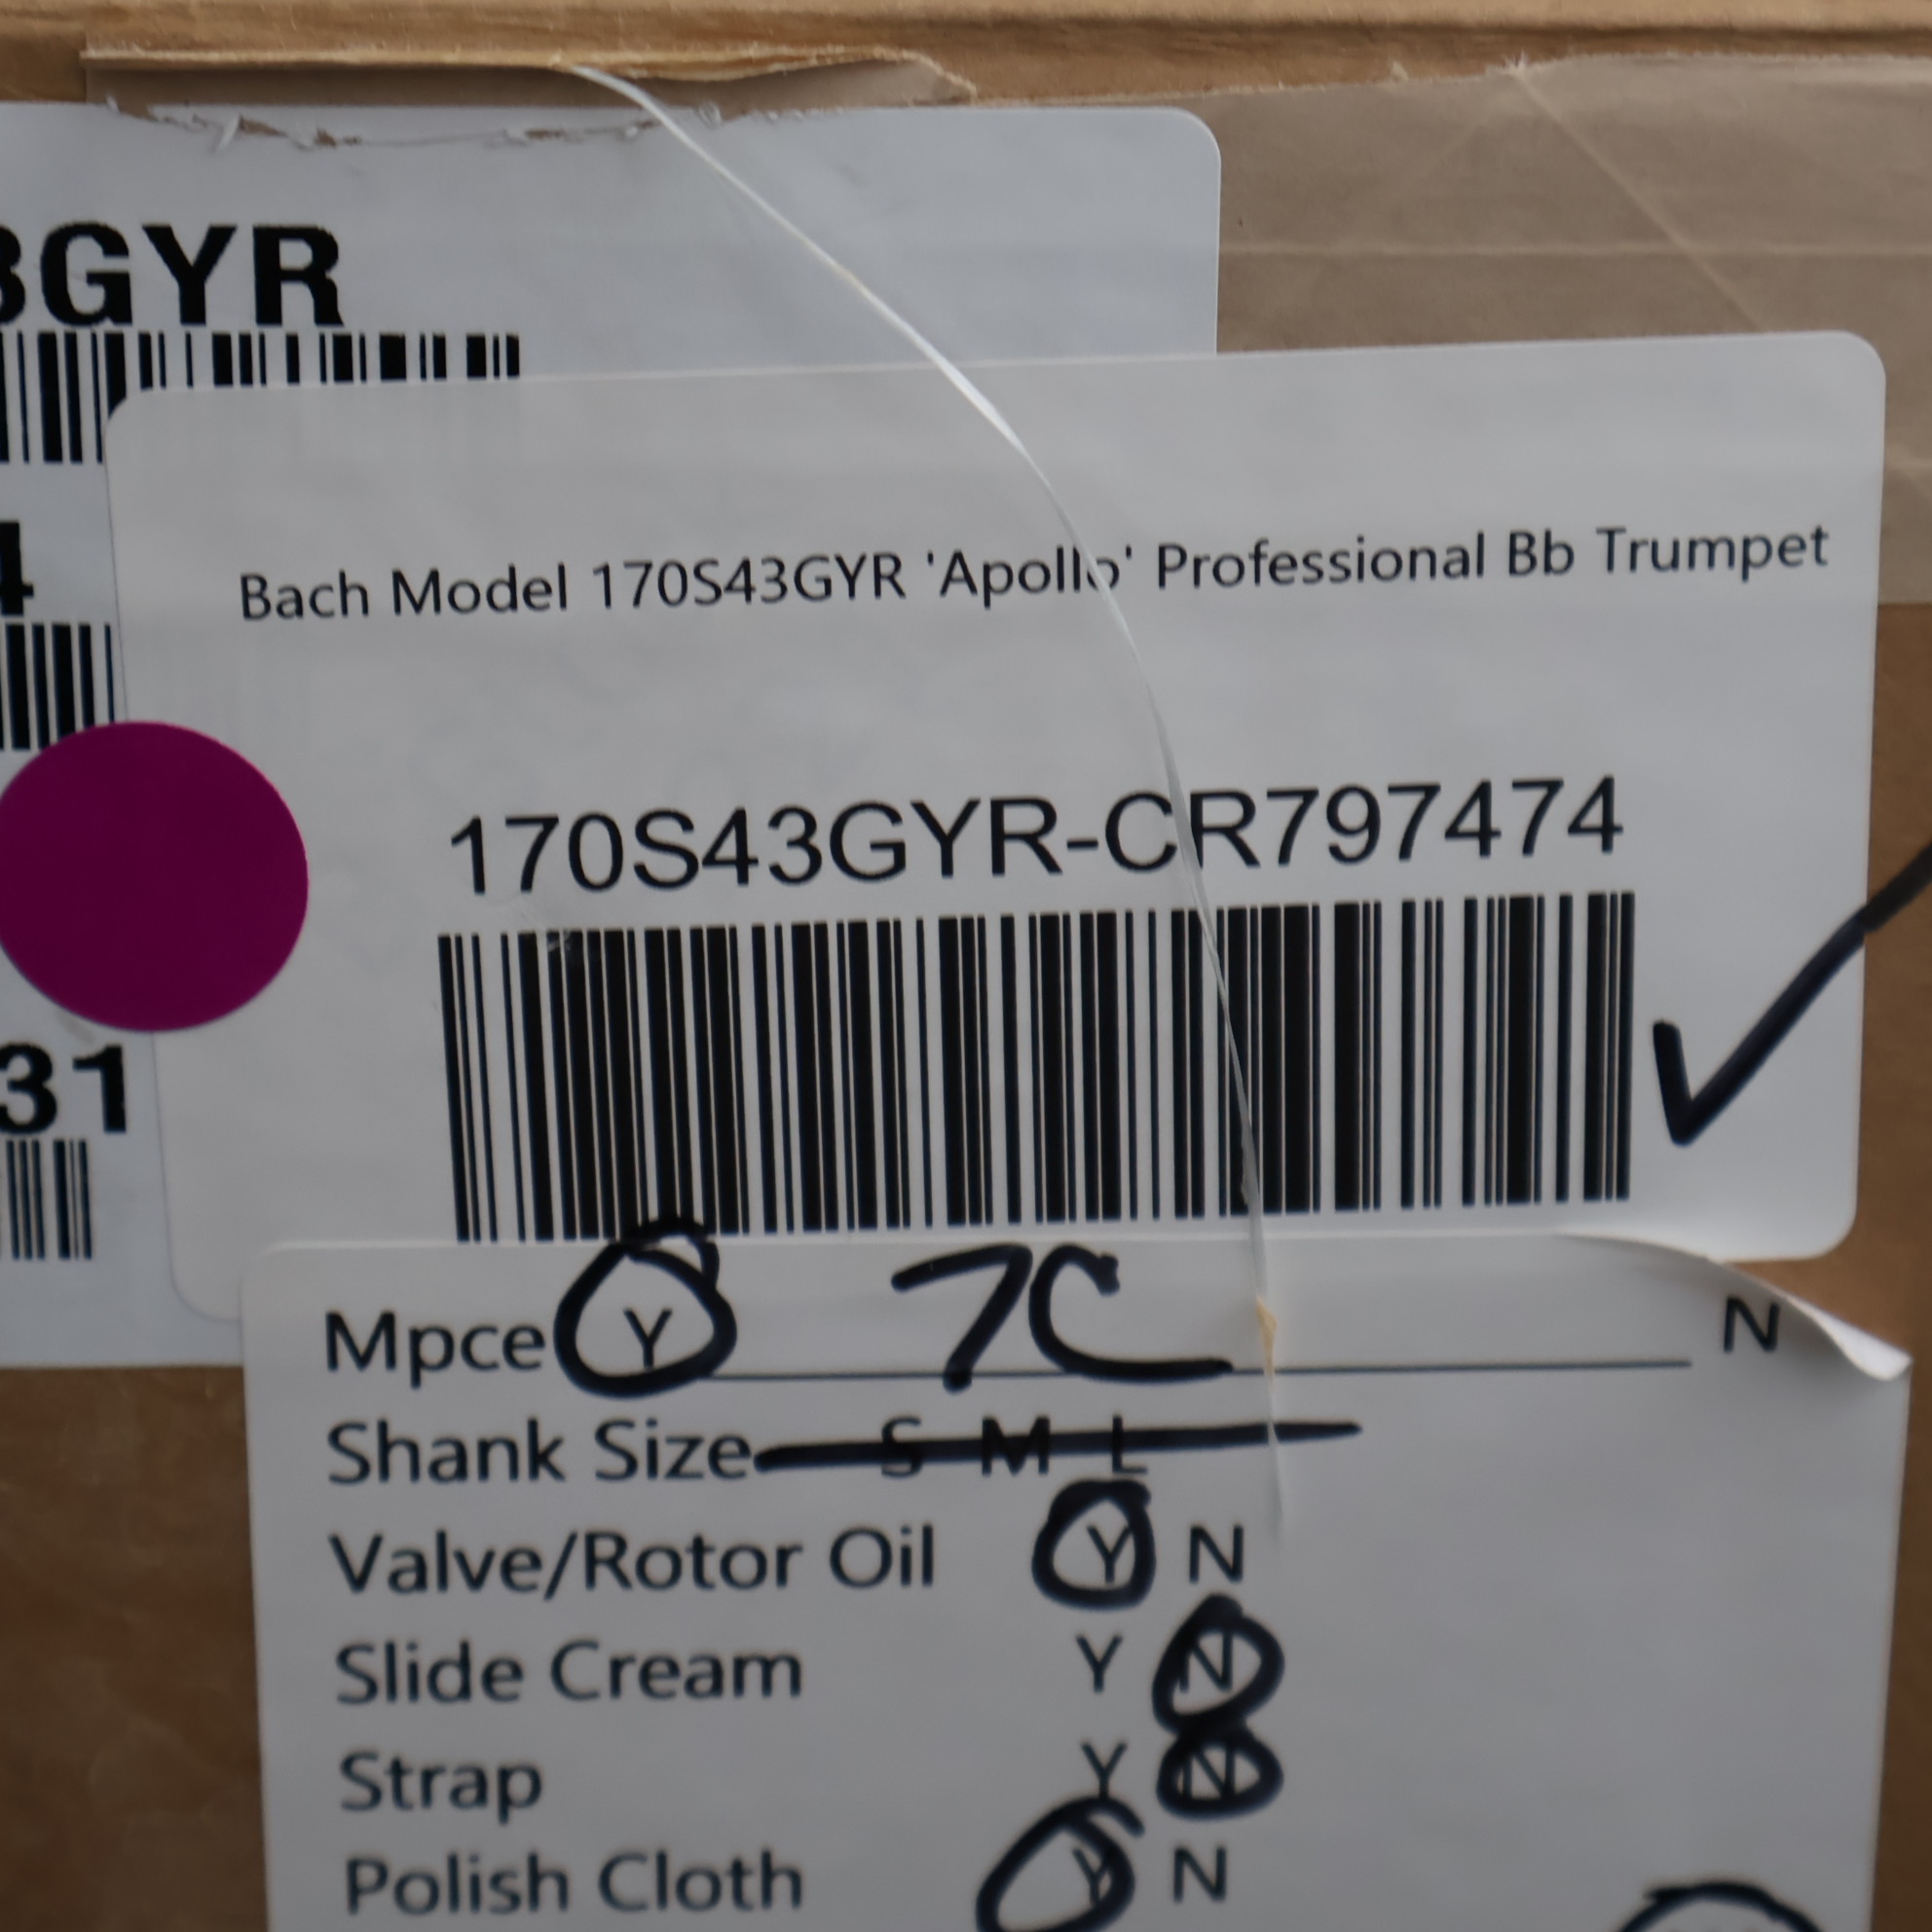 3GYR
4
Bach Model 170S43GYR 'Apollo' Professional Bb Trumpet
170S43GYR-CR797474
31
Mpce Y 7C N
Shank Size S M L
Valve/Rotor Oil Y N
Slide Cream Y N
Strap Y N
Polish Cloth Y N